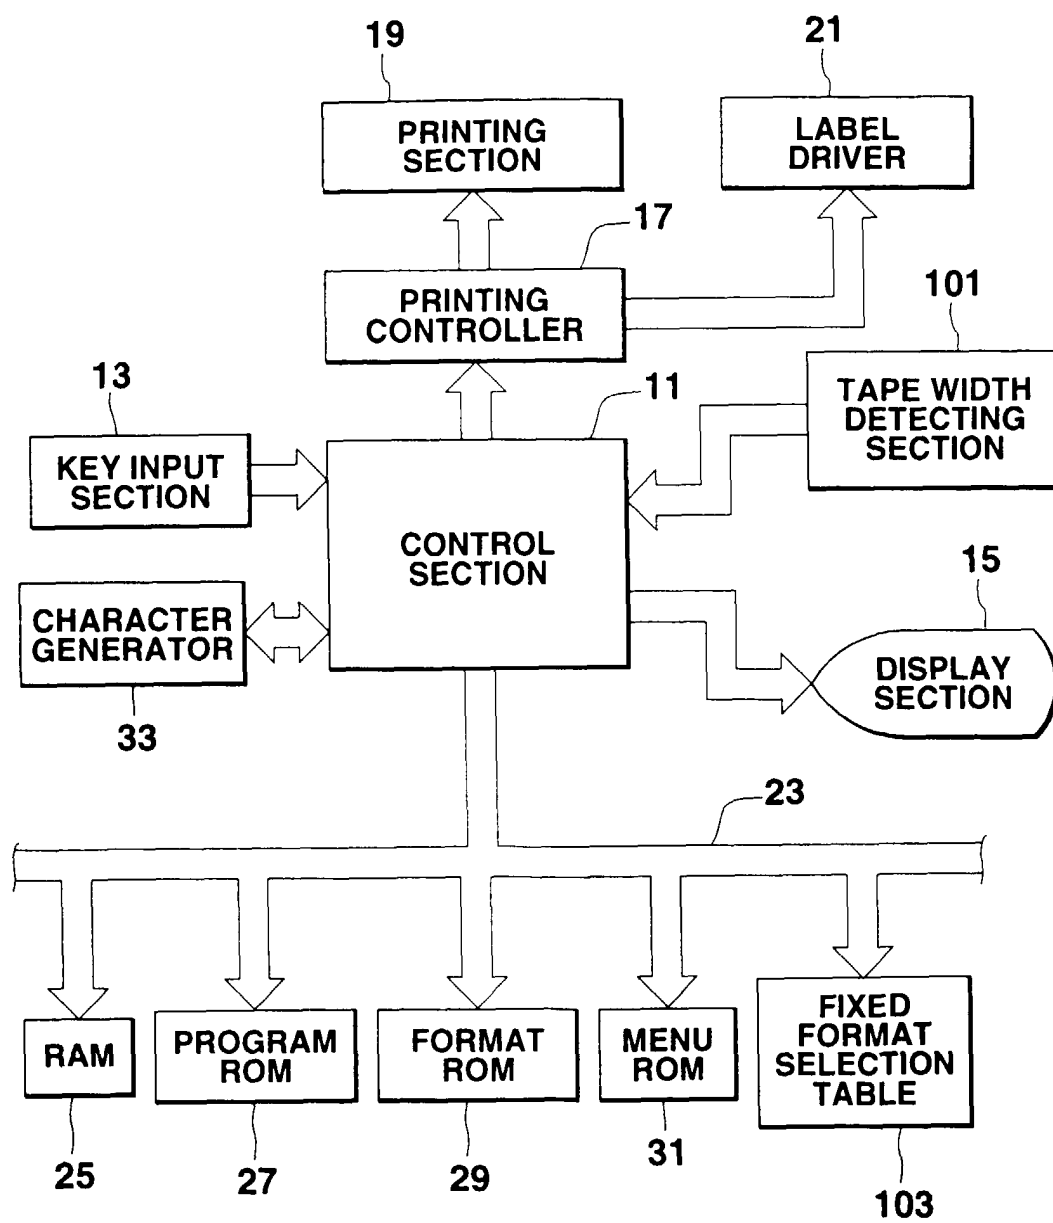 19
21
PRINTING
SECTION
LABEL
DRIVER
17
PRINTING
CONTROLLER
101
13
11
TAPE WIDTH
DETECTING
SECTION
KEY INPUT
SECTION
CONTROL
SECTION
15
CHARACTER
GENERATOR
DISPLAY
SECTION
33
23
RAM
PROGRAM
ROM
FORMAT
ROM
MENU
ROM
FIXED
FORMAT
SELECTION
TABLE
25
27
29
31
103